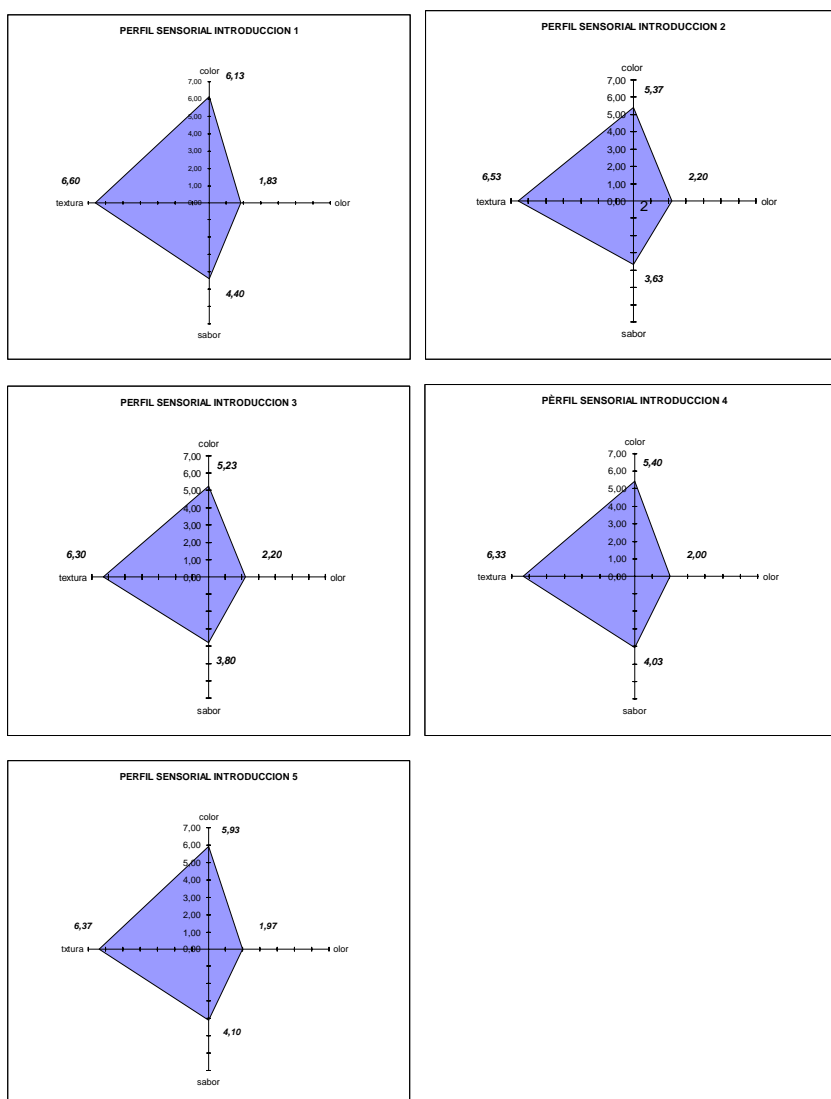 PERFIL SENSORIAL INTRODUCCION 1
color
6,13
7,00
6,00
5,00
4,00
3,00
2,00
1,00
0,00
6,60
1,83
textura
olor
4,40
sabor
PERFIL SENSORIAL INTRODUCCION 2
color
5,37
7,00
6,00
5,00
4,00
3,00
2,00
1,00
0,00
2
6,53
2,20
textura
olor
3,63
sabor
PERFIL SENSORIAL INTRODUCCION 3
color
5,23
7,00
6,00
5,00
4,00
3,00
2,00
1,00
0,00
6,30
2,20
textura
olor
3,80
sabor
PÈRFIL SENSORIAL INTRODUCCION 4
color
5,40
7,00
6,00
5,00
4,00
3,00
2,00
1,00
0,00
6,33
2,00
textura
olor
4,03
sabor
PERFIL SENSORIAL INTRODUCCION 5
color
5,93
7,00
6,00
5,00
4,00
3,00
2,00
1,00
0,00
6,37
1,97
txtura
olor
4,10
sabor